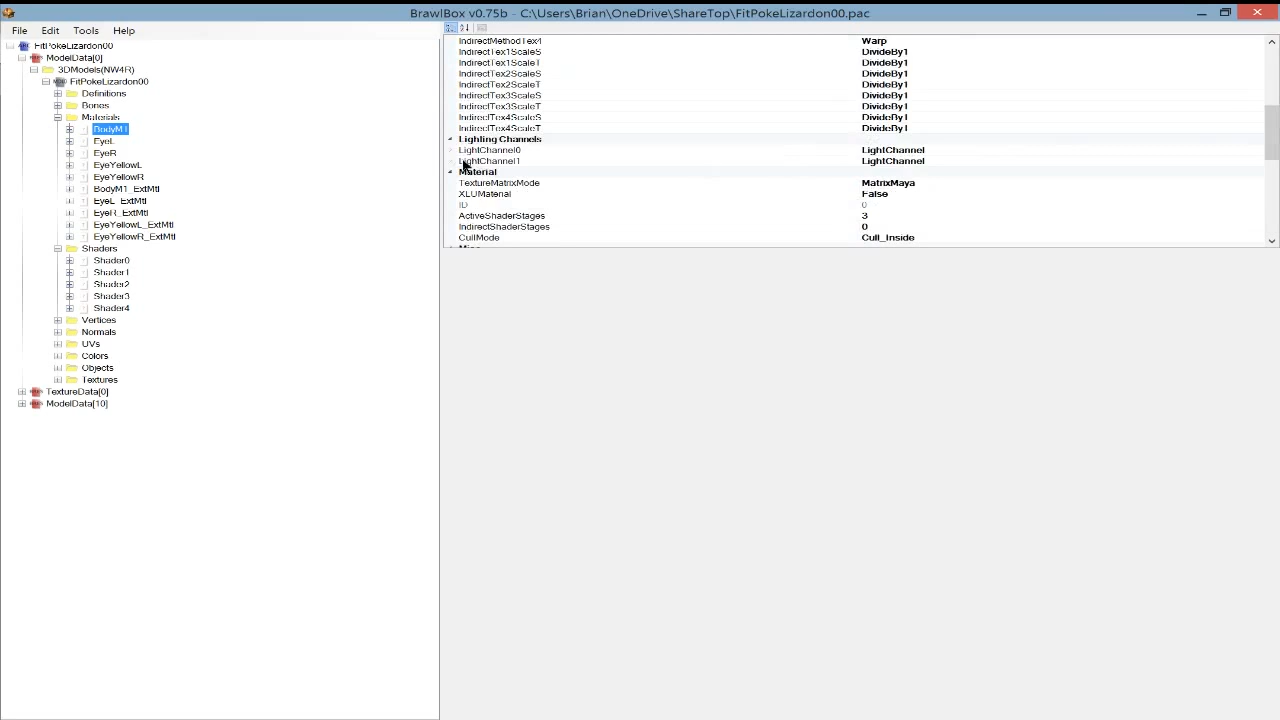 BrawlBox v0.75b - C:\Users\Brian\OneDrive\ShareTop\FitPokeLizardon00.pac
File Edit Tools Help
FitPokeLizardon00
ModelData[0]
3DModels(NW4R)
FitPokeLizardon00
Definitions
Bones
Materials
BodyM1
EyeL
EyeR
EyeYellowL
EyeYellowR
BodyM1_ExtMtl
EyeL_ExtMtl
EyeR_ExtMtl
EyeYellowL_ExtMtl
EyeYellowR_ExtMtl
Shaders
Shader0
Shader1
Shader2
Shader3
Shader4
Vertices
Normals
UVs
Colors
Objects
Textures
TextureData[0]
ModelData[10]
IndirectMethodTex4 Warp
IndirectTex1ScaleS DivideBy1
IndirectTex1ScaleT DivideBy1
IndirectTex2ScaleS DivideBy1
IndirectTex2ScaleT DivideBy1
IndirectTex3ScaleS DivideBy1
IndirectTex3ScaleT DivideBy1
IndirectTex4ScaleS DivideBy1
IndirectTex4ScaleT DivideBy1
Lighting Channels
LightChannel0 LightChannel
LightChannel1 LightChannel
Material
TextureMatrixMode MatrixMaya
XLUMaterial False
ID 0
ActiveShaderStages 3
IndirectShaderStages 0
CullMode Cull_Inside